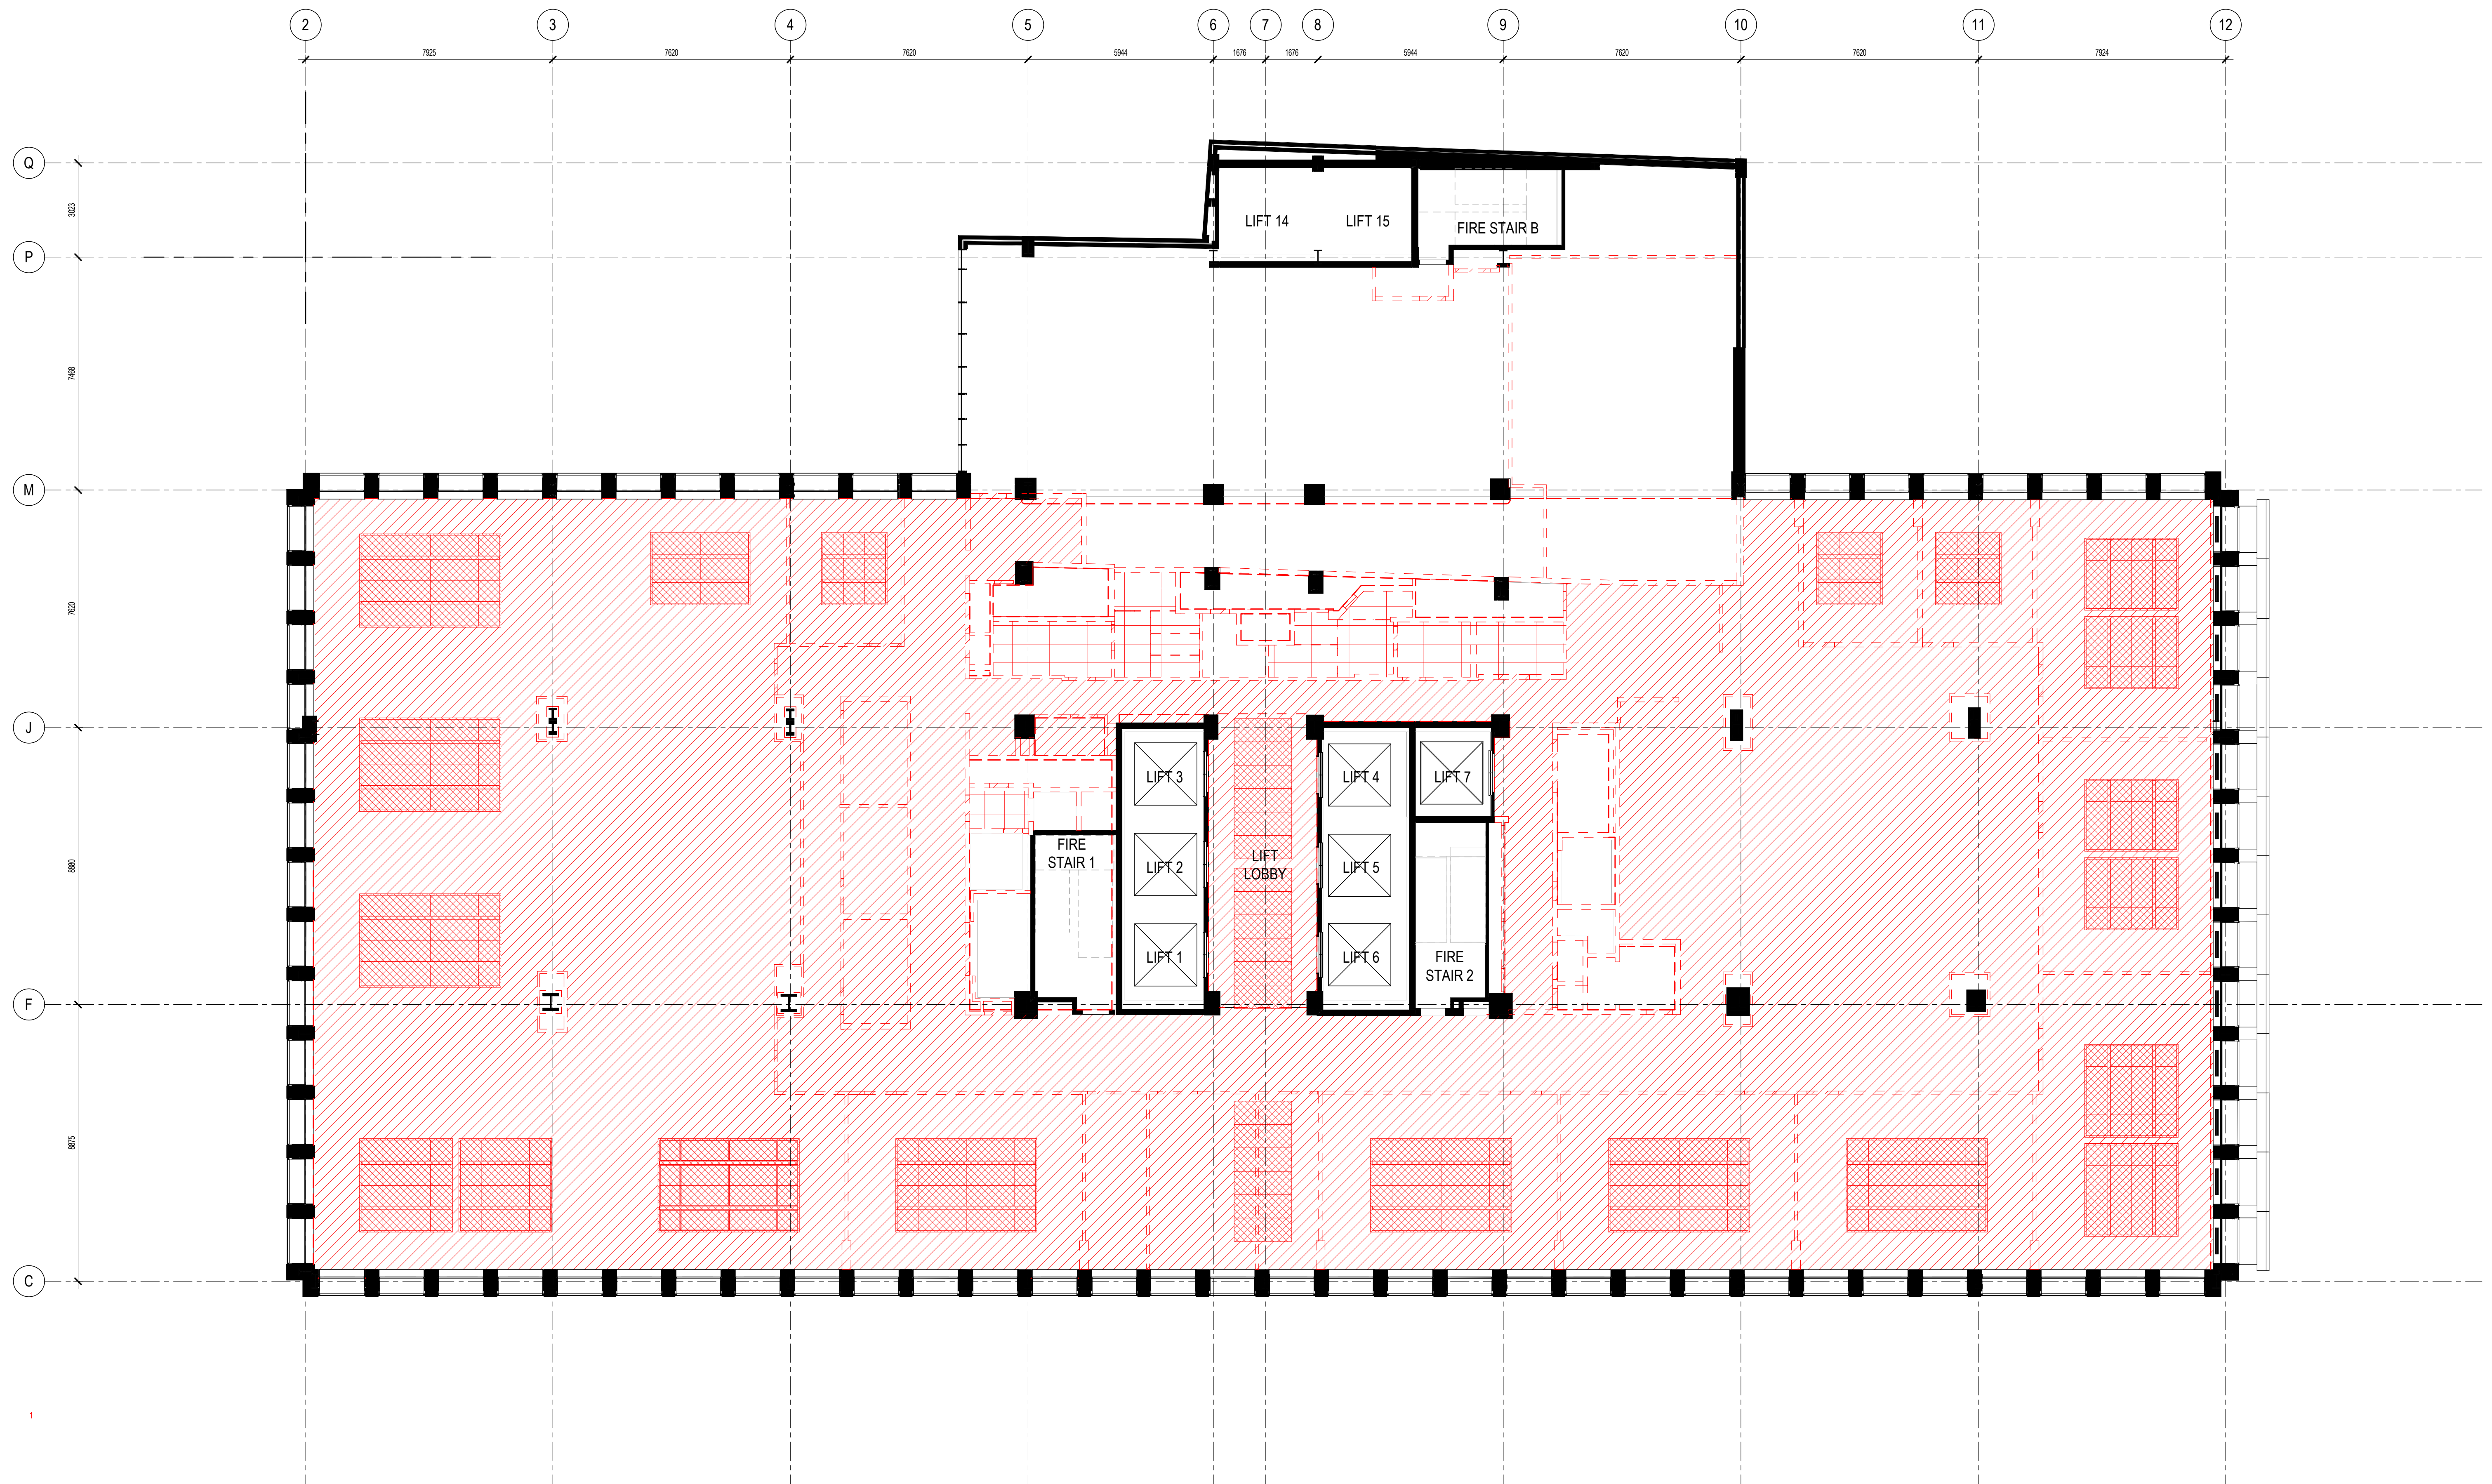 2 3 4 5 6 7 8 9 10 11 12
7925 7620 7620 5944 1676 1676 5944 7620 7620 7924
Q
3023
LIFT 14 LIFT 15 FIRE STAIR B
P
7468
M
7620
J
LIFT 3 LIFT 4 LIFT 7
FIRE
STAIR 1
LIFT
LOBBY
8880
LIFT 2 LIFT 5
LIFT 1 LIFT 6
FIRE
STAIR 2
F
8875
C
1